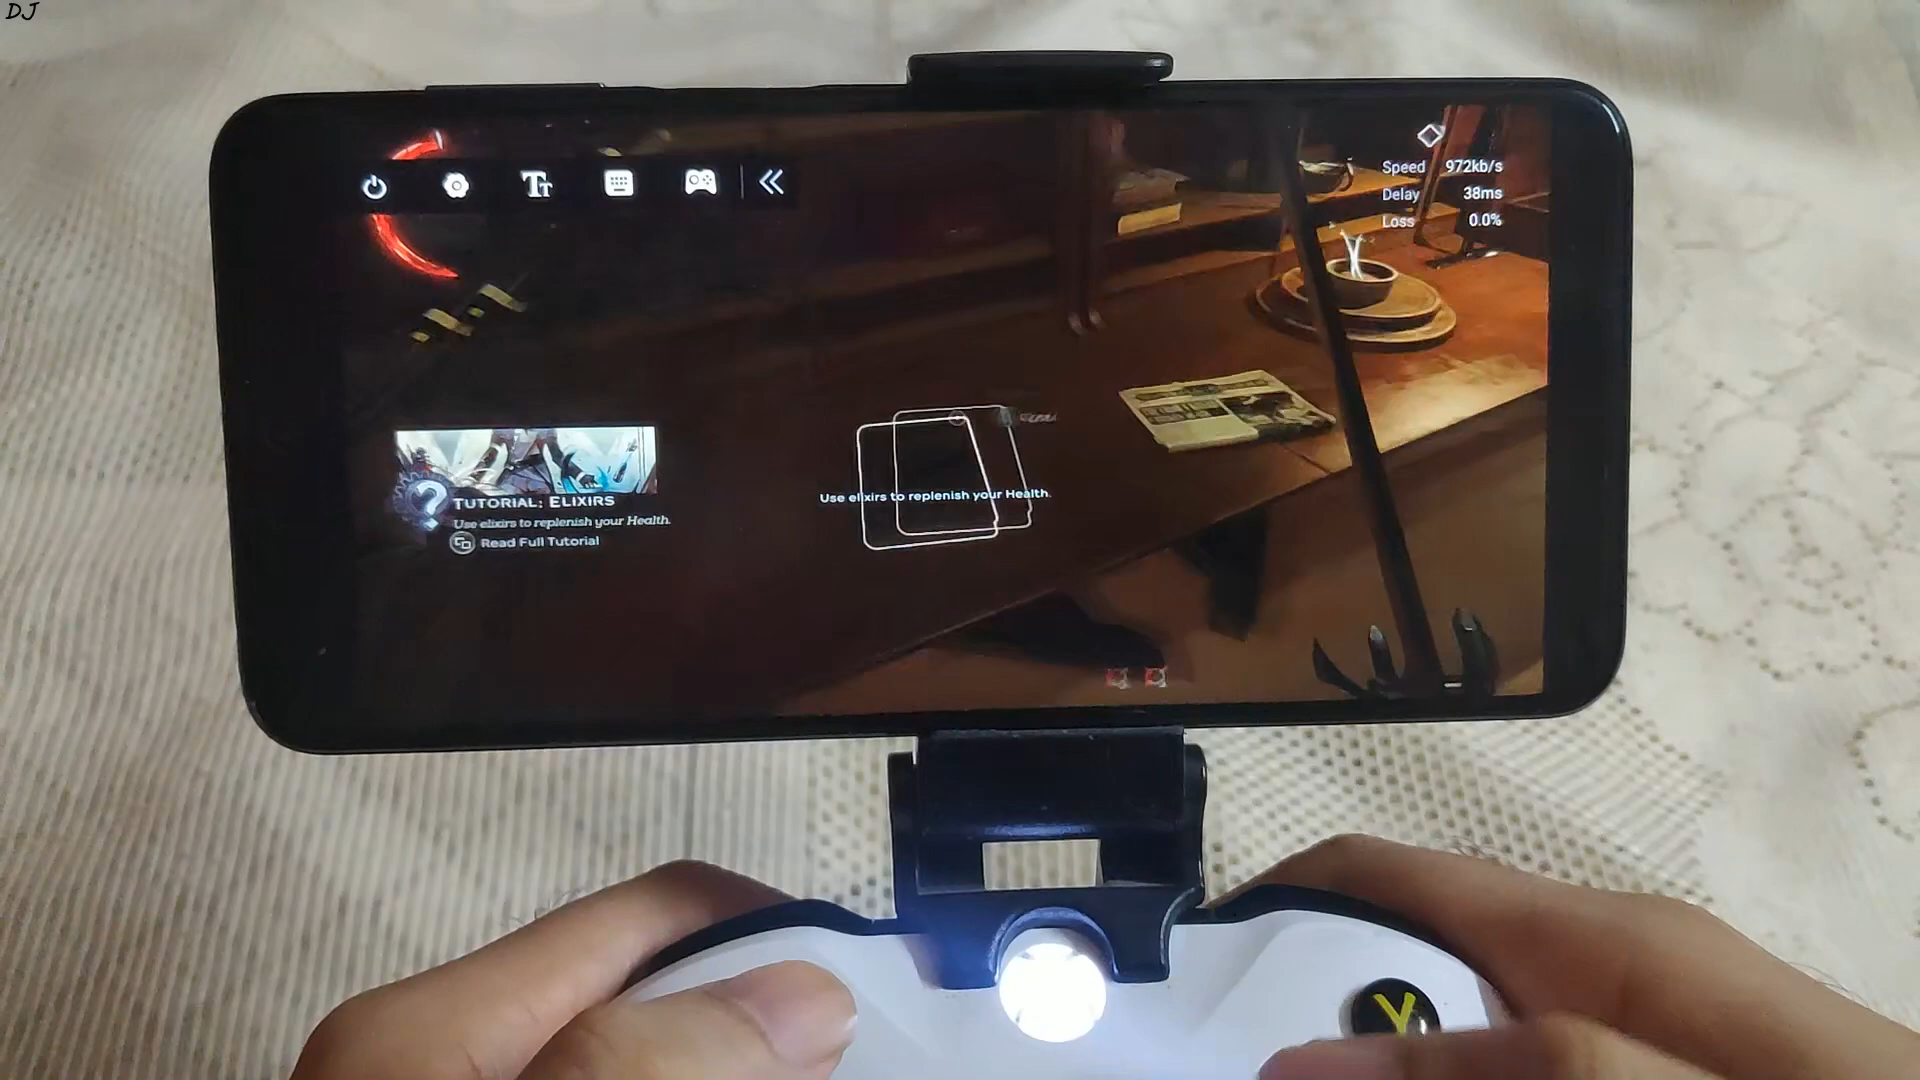 DJ
Speed 972kb/s
Delay 38ms
Loss 0.0%
TUTORIAL: ELIXIRS
Use elixirs to replenish your Health.
Read Full Tutorial
Use elixirs to replenish your Health.
Y